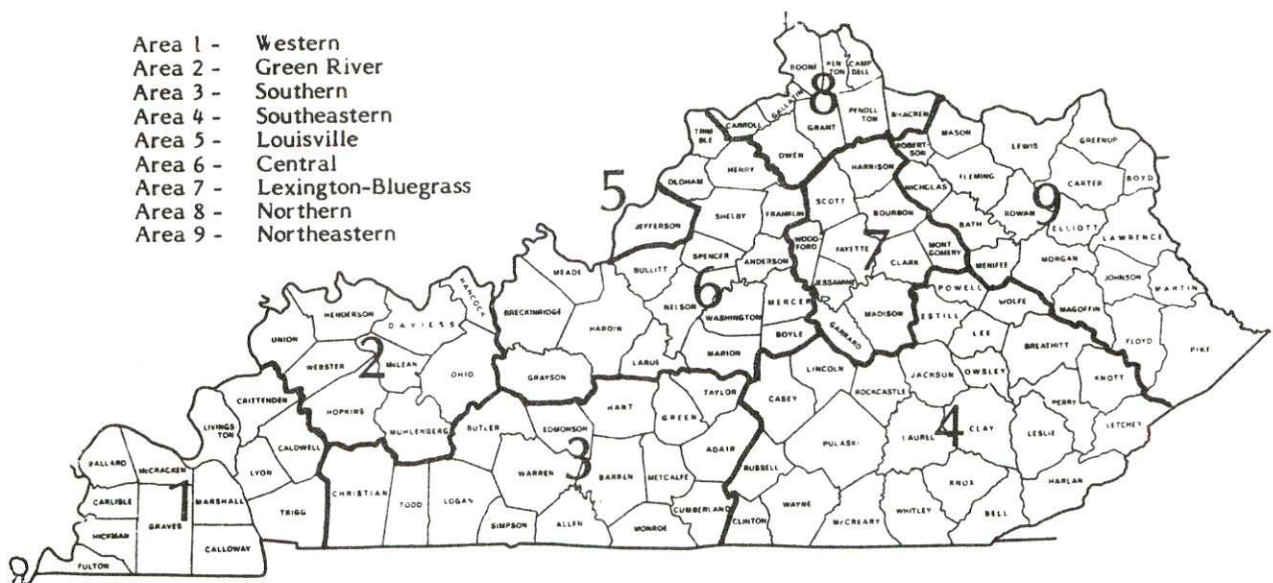 Area 1 - Western
Area 2 - Green River
Area 3 - Southern
Area 4 - Southeastern
Area 5 - Louisville
Area 6 - Central
Area 7 - Lexington-Bluegrass
Area 8 - Northern
Area 9 - Northeastern
BOONE
KENTON
CAMPBELL
8
GALLATIN
PENDLETON
CARROLL
GRANT
BRACKEN
MASON
TRIMBLE
OWEN
ROBERTSON
LEWIS
GREENUP
HENRY
HARRISON
FLEMING
CARTER
BOYD
OLDHAM
NICHOLAS
5
SCOTT
ROWAN
9
ELLIOTT
SHELBY
FRANKLIN
BOURBON
BATH
LAWRENCE
JEFFERSON
WOODFORD
FAYETTE
7
MONTGOMERY
SPENCER
ANDERSON
CLARK
MENIFEE
MORGAN
MEADE
BULLITT
JESSAMINE
POWELL
JOHNSON
MARTIN
HANCOCK
NELSON
6
MERCER
WOLFE
MAGOFFIN
BRECKINRIDGE
HENDERSON
DAVIESS
HARDIN
WASHINGTON
MADISON
ESTILL
LEE
UNION
BOYLE
GARRARD
BREATHITT
FLOYD
PIKE
WEBSTER
2
McLEAN
OHIO
LARUE
MARION
LINCOLN
JACKSON
OWSLEY
KNOTT
GRAYSON
ROCKCASTLE
CRITTENDEN
HOPKINS
HART
TAYLOR
CASEY
PERRY
LIVINGSTON
MUHLENBERG
BUTLER
EDMONSON
GREEN
LAUREL
4
CLAY
LESLIE
LETCHEY
CALDWELL
ADAIR
PULASKI
BALLARD
McCRACKEN
LYON
WARREN
3
BARREN
METCALFE
RUSSELL
KNOX
HARLAN
CARLISLE
1
MARSHALL
TRIGG
CHRISTIAN
TODD
LOGAN
CUMBERLAND
WAYNE
WHITLEY
BELL
GRAVES
SIMPSON
ALLEN
MONROE
CLINTON
McCREARY
HICKMAN
CALLOWAY
FULTON